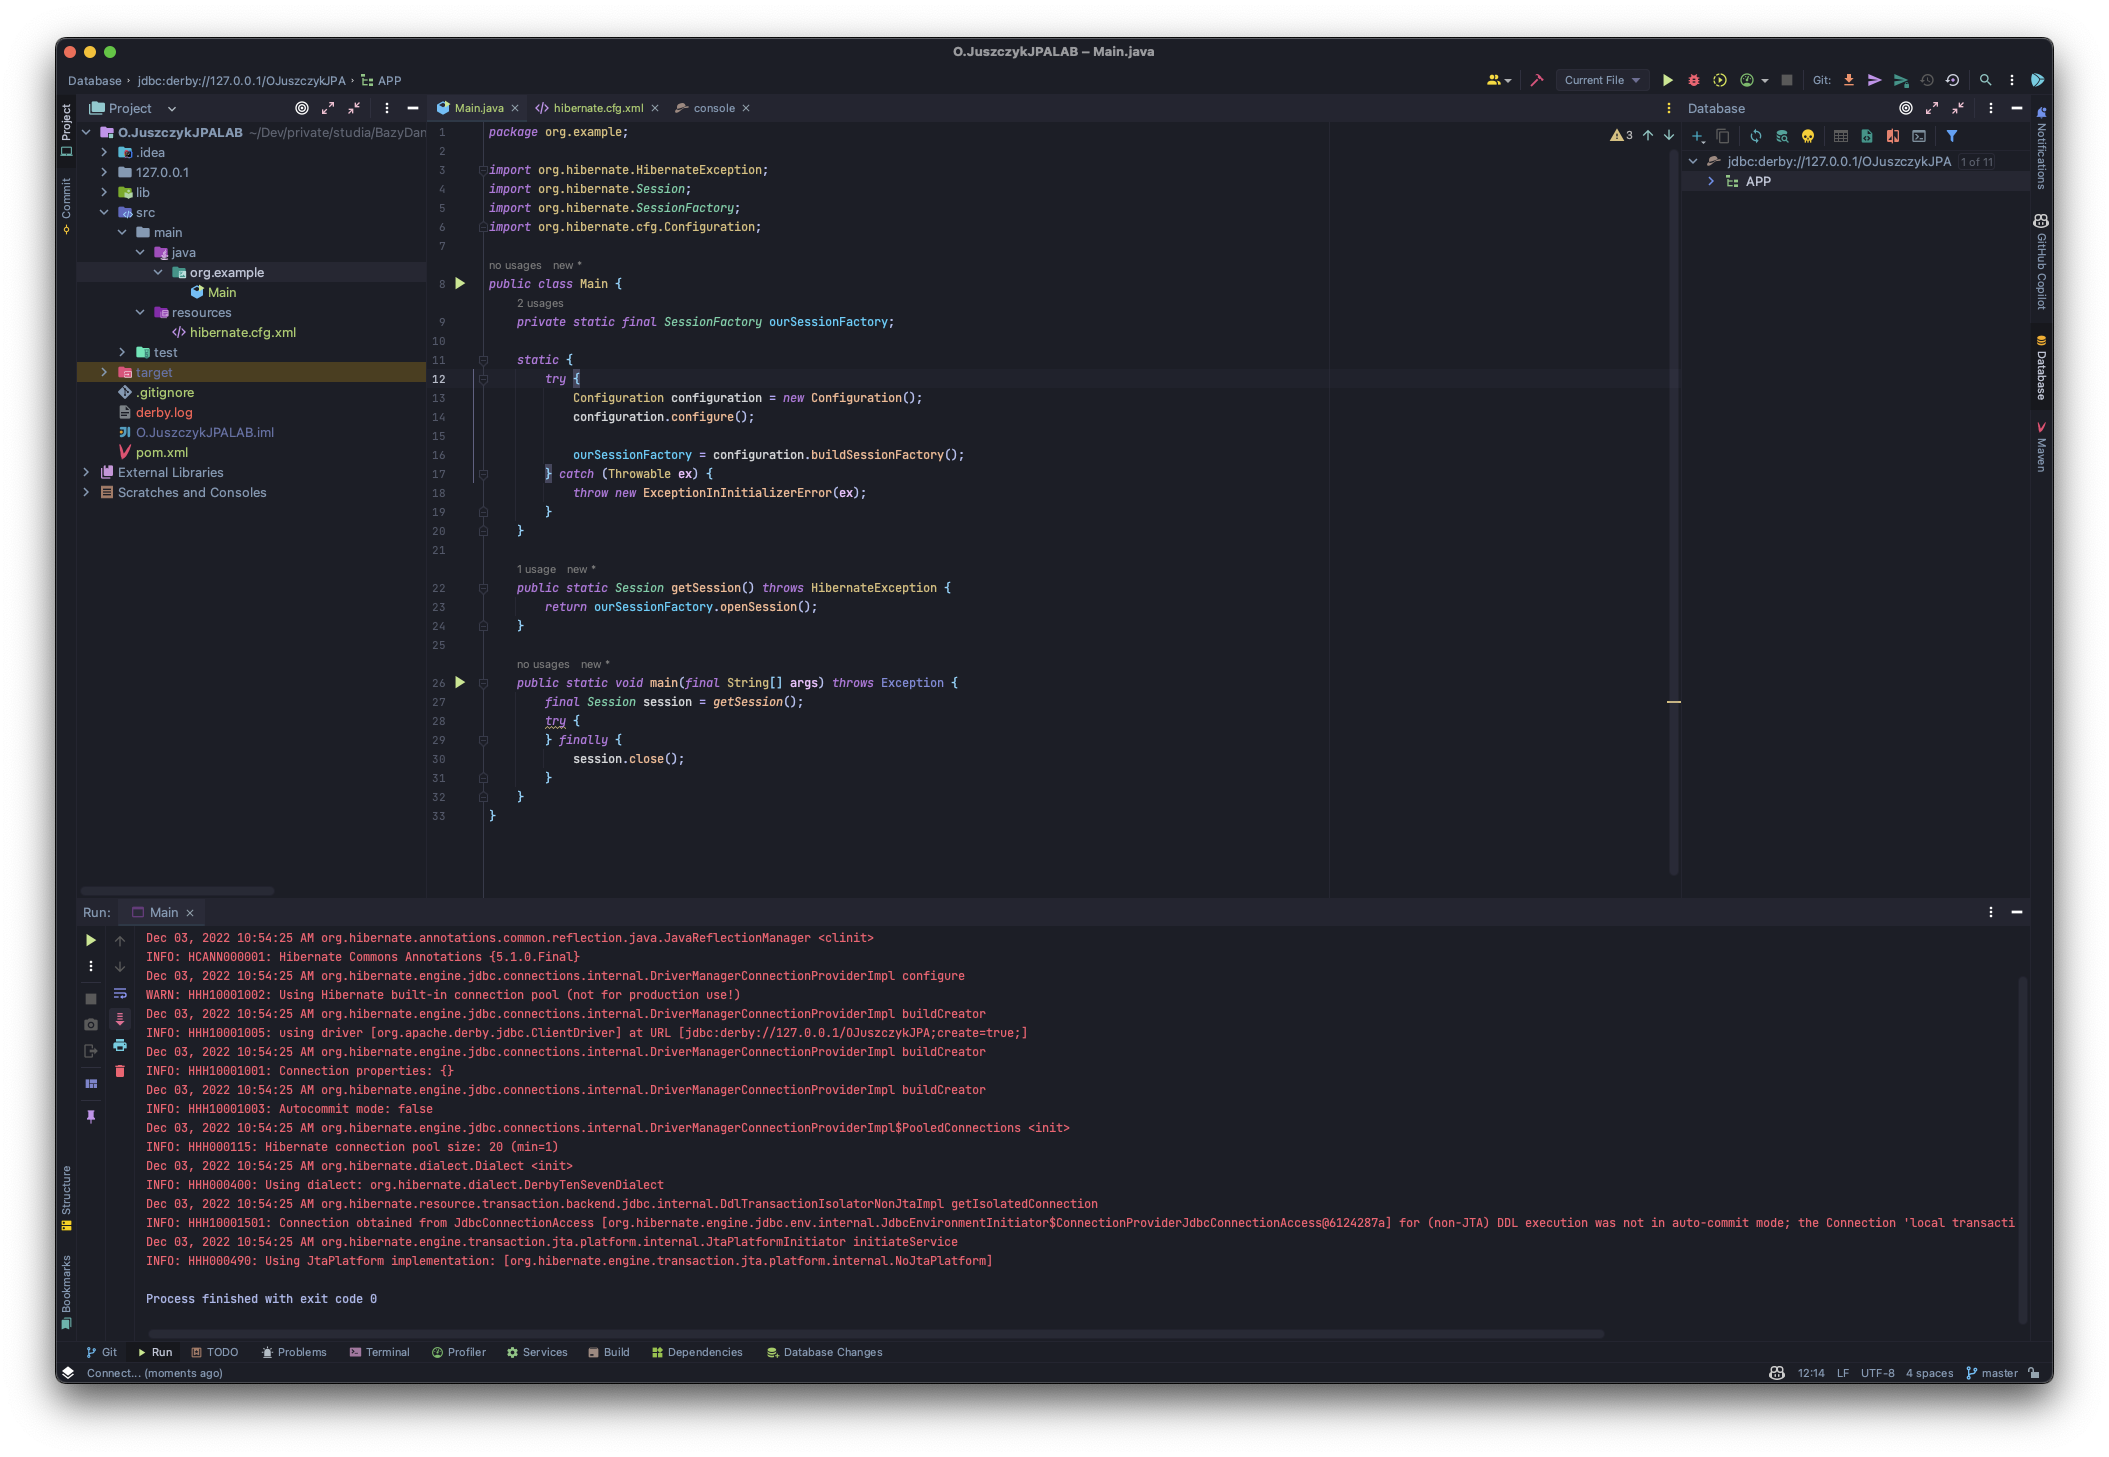 O.JuszczykJPALAB – Main.java
Database › jdbc:derby://127.0.0.1/OJuszczykJPA › APP
Current File
Git:
Project
Main.java
hibernate.cfg.xml
console
Database
Project
Commit
Structure
Bookmarks
O.JuszczykJPALAB ~/Dev/private/studia/BazyDan
.idea
127.0.0.1
lib
src
main
java
org.example
Main
resources
hibernate.cfg.xml
test
target
.gitignore
derby.log
O.JuszczykJPALAB.iml
pom.xml
External Libraries
Scratches and Consoles
3
1 package org.example;
2
3 import org.hibernate.HibernateException;
4 import org.hibernate.Session;
5 import org.hibernate.SessionFactory;
6 import org.hibernate.cfg.Configuration;
7
no usages new *
8 public class Main {
2 usages
9 private static final SessionFactory ourSessionFactory;
10
11 static {
12 try {
13 Configuration configuration = new Configuration();
14 configuration.configure();
15
16 ourSessionFactory = configuration.buildSessionFactory();
17 } catch (Throwable ex) {
18 throw new ExceptionInInitializerError(ex);
19 }
20 }
21
1 usage new *
22 public static Session getSession() throws HibernateException {
23 return ourSessionFactory.openSession();
24 }
25
no usages new *
26 public static void main(final String[] args) throws Exception {
27 final Session session = getSession();
28 try {
29 } finally {
30 session.close();
31 }
32 }
33 }
jdbc:derby://127.0.0.1/OJuszczykJPA 1 of 11
APP
Notifications
GitHub Copilot
Database
Maven
Run: Main
Dec 03, 2022 10:54:25 AM org.hibernate.annotations.common.reflection.java.JavaReflectionManager <clinit>
INFO: HCANN000001: Hibernate Commons Annotations {5.1.0.Final}
Dec 03, 2022 10:54:25 AM org.hibernate.engine.jdbc.connections.internal.DriverManagerConnectionProviderImpl configure
WARN: HHH10001002: Using Hibernate built-in connection pool (not for production use!)
Dec 03, 2022 10:54:25 AM org.hibernate.engine.jdbc.connections.internal.DriverManagerConnectionProviderImpl buildCreator
INFO: HHH10001005: using driver [org.apache.derby.jdbc.ClientDriver] at URL [jdbc:derby://127.0.0.1/OJuszczykJPA;create=true;]
Dec 03, 2022 10:54:25 AM org.hibernate.engine.jdbc.connections.internal.DriverManagerConnectionProviderImpl buildCreator
INFO: HHH10001001: Connection properties: {}
Dec 03, 2022 10:54:25 AM org.hibernate.engine.jdbc.connections.internal.DriverManagerConnectionProviderImpl buildCreator
INFO: HHH10001003: Autocommit mode: false
Dec 03, 2022 10:54:25 AM org.hibernate.engine.jdbc.connections.internal.DriverManagerConnectionProviderImpl$PooledConnections <init>
INFO: HHH000115: Hibernate connection pool size: 20 (min=1)
Dec 03, 2022 10:54:25 AM org.hibernate.dialect.Dialect <init>
INFO: HHH000400: Using dialect: org.hibernate.dialect.DerbyTenSevenDialect
Dec 03, 2022 10:54:25 AM org.hibernate.resource.transaction.backend.jdbc.internal.DdlTransactionIsolatorNonJtaImpl getIsolatedConnection
INFO: HHH10001501: Connection obtained from JdbcConnectionAccess [org.hibernate.engine.jdbc.env.internal.JdbcEnvironmentInitiator$ConnectionProviderJdbcConnectionAccess@6124287a] for (non-JTA) DDL execution was not in auto-commit mode; the Connection 'local transacti
Dec 03, 2022 10:54:25 AM org.hibernate.engine.transaction.jta.platform.internal.JtaPlatformInitiator initiateService
INFO: HHH000490: Using JtaPlatform implementation: [org.hibernate.engine.transaction.jta.platform.internal.NoJtaPlatform]
Process finished with exit code 0
Git Run TODO Problems Terminal Profiler Services Build Dependencies Database Changes
Connect... (moments ago)
12:14 LF UTF-8 4 spaces master